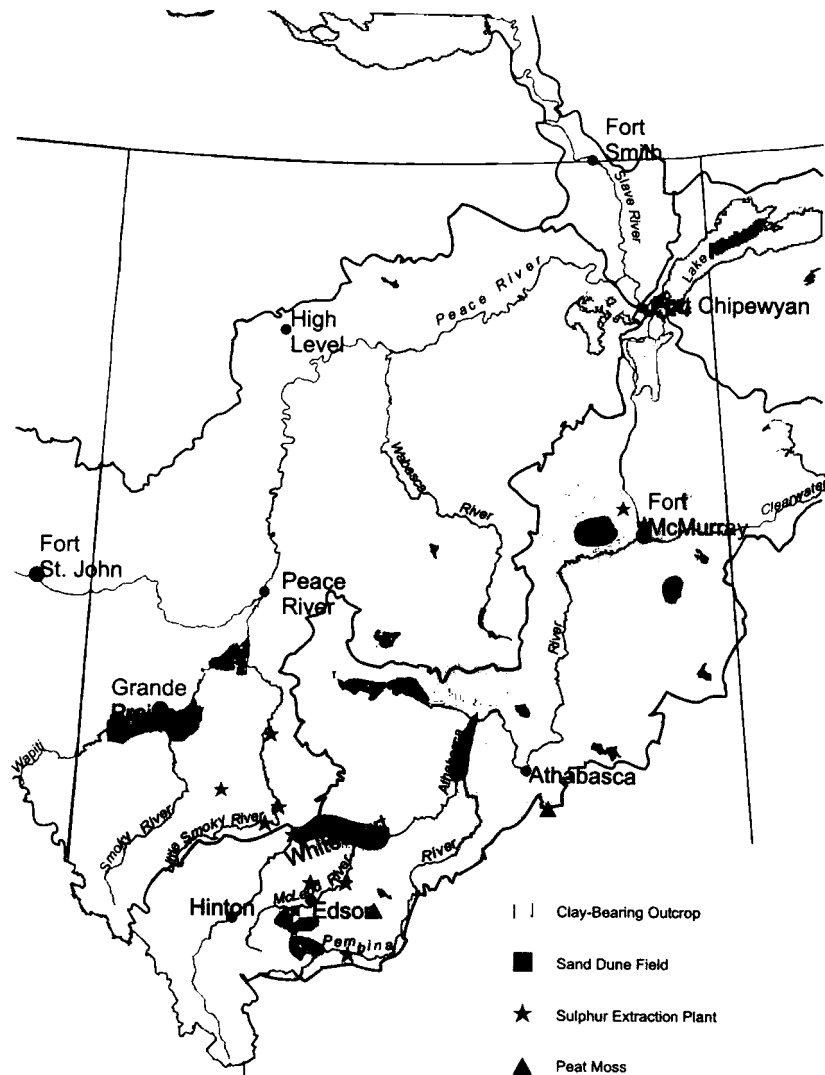 Fort
Smith
Slave River
Lake
Peace River
Chipewyan
High
Level
Wabasca
River
Fort
McMurray
Clearwater
Fort
St. John
Peace
River
River
Grande
Wapiti
Athabasca
Athabasca
Smoky River
Little Smoky River
River
McLeod River
Hinton
Edson
Pembina
Clay-Bearing Outcrop
Sand Dune Field
Sulphur Extraction Plant
Peat Moss